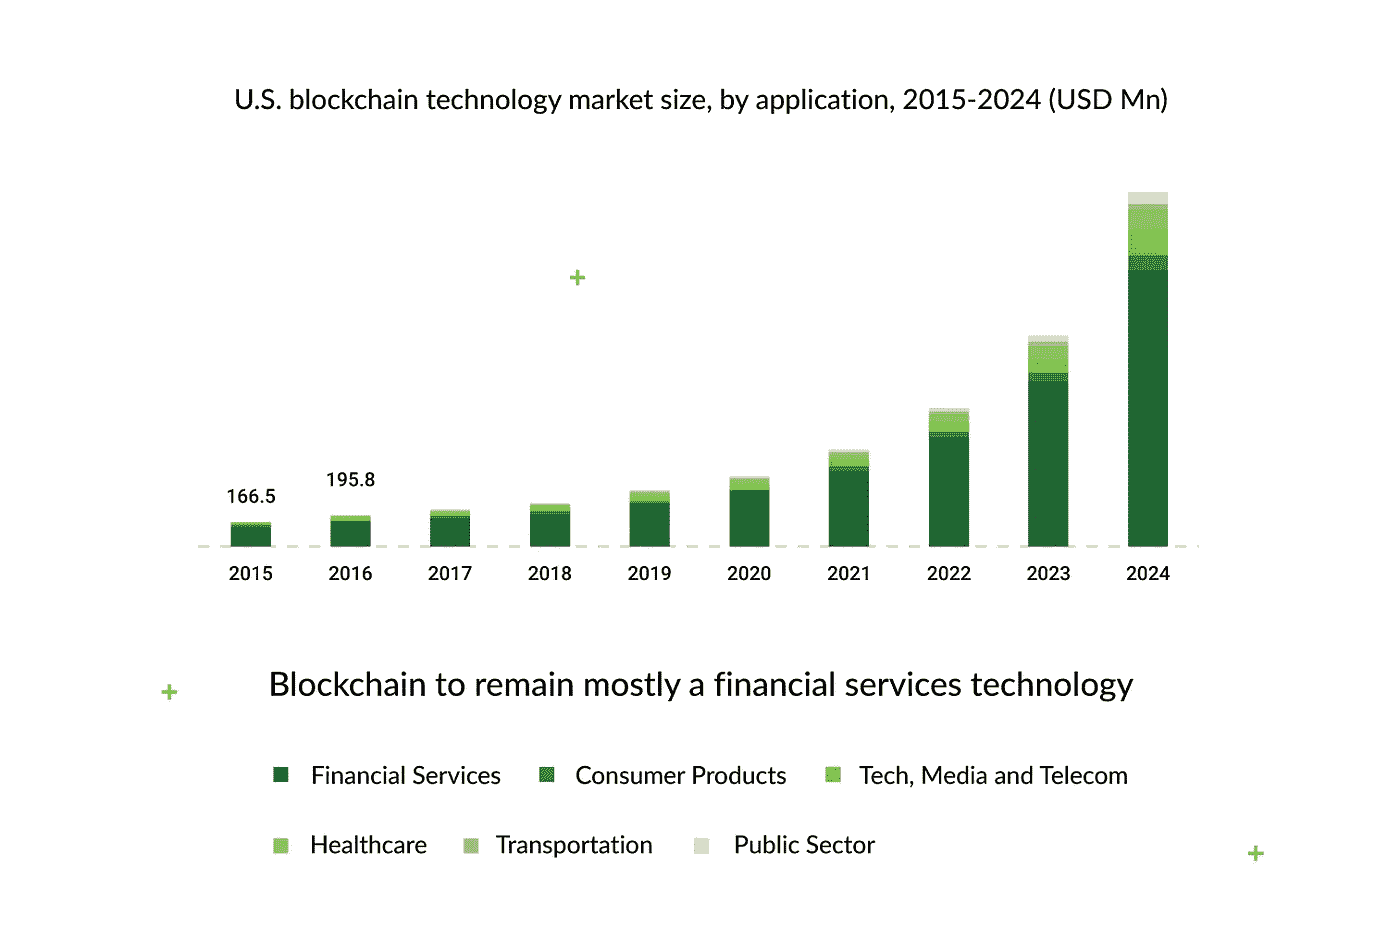 U.S. blockchain technology market size, by application, 2015-2024 (USD Mn)
166.5
195.8
2015 2016 2017 2018 2019 2020 2021 2022 2023 2024
Blockchain to remain mostly a financial services technology
Financial Services Consumer Products Tech, Media and Telecom
Healthcare Transportation Public Sector